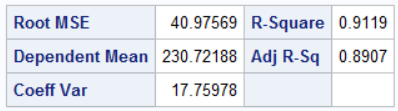 Root MSE 40.97569 R-Square 0.9119
Dependent Mean 230.72188 Adj R-Sq 0.8907
Coeff Var 17.75978